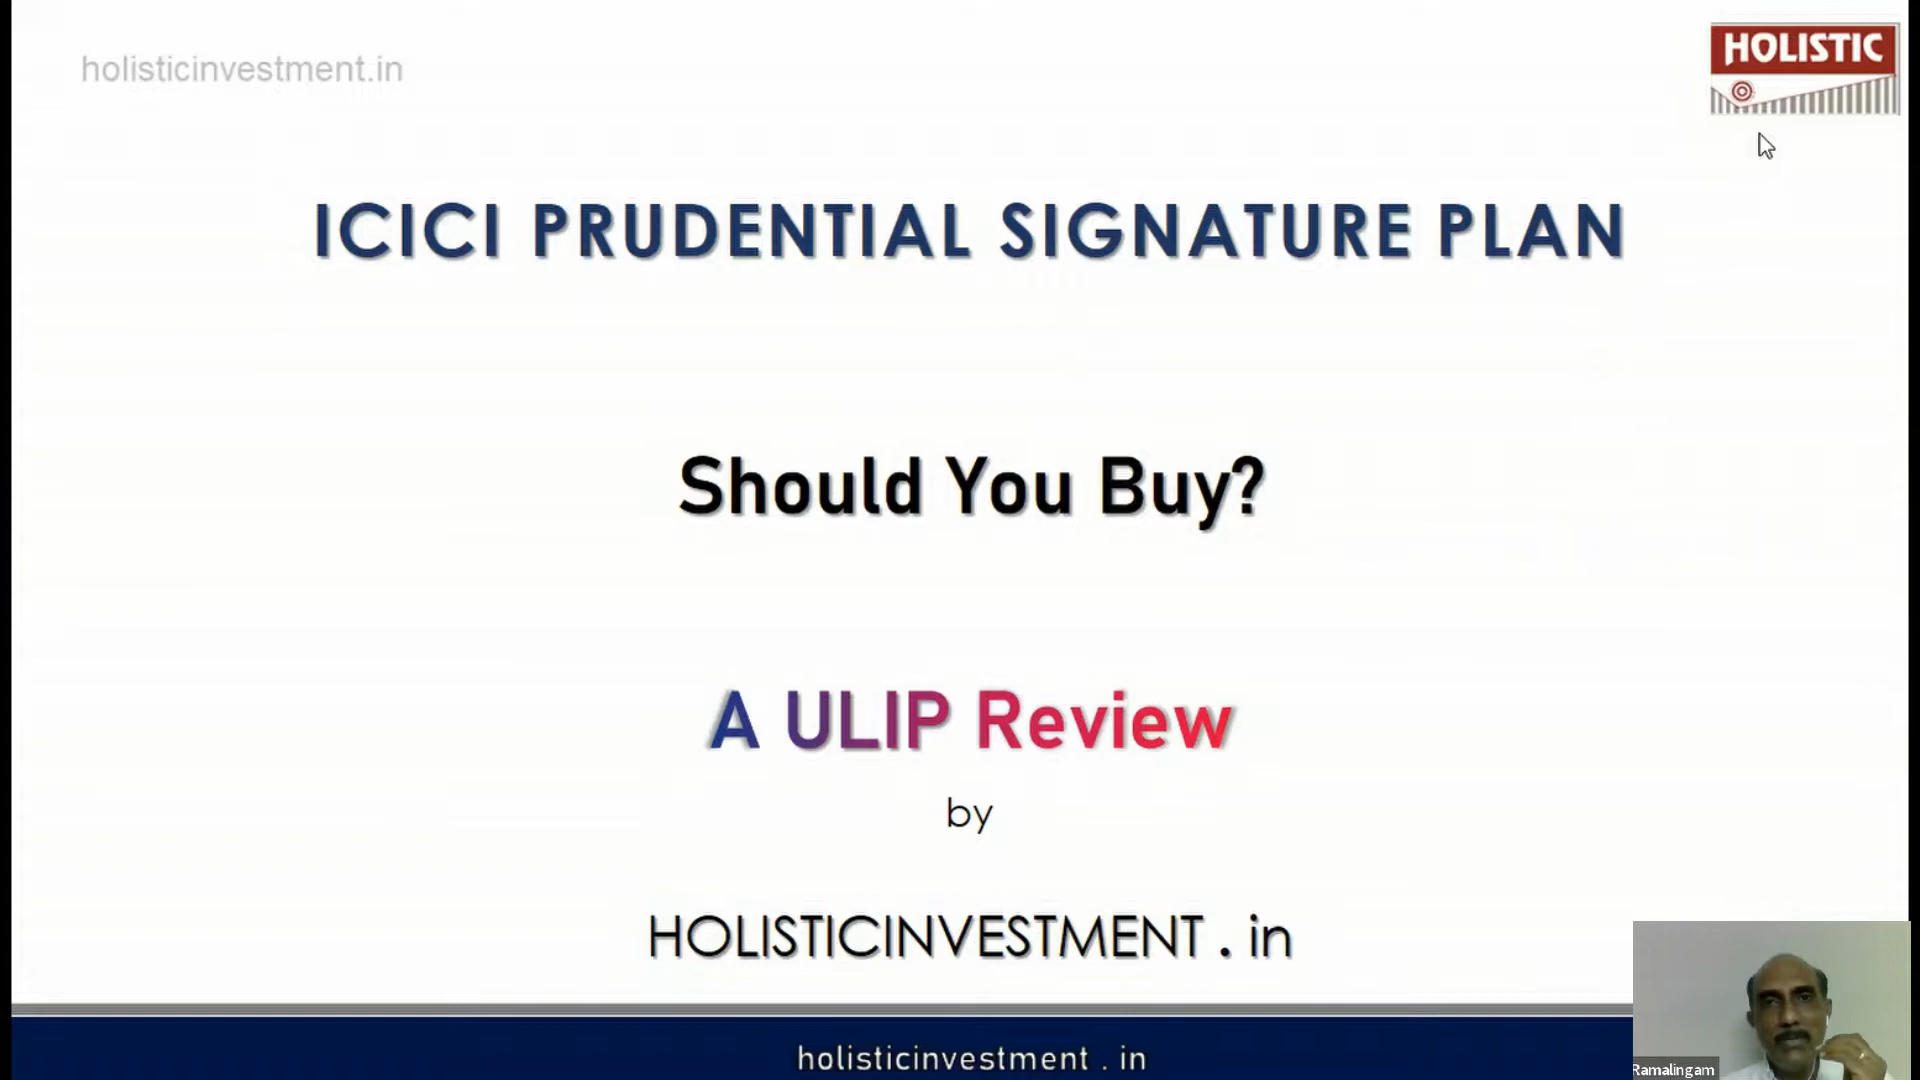 holisticinvestment.in
HOLISTIC
ICICI PRUDENTIAL SIGNATURE PLAN
Should You Buy?
A ULIP Review
by
HOLISTICINVESTMENT . in
holisticinvestment . in
Ramalingam